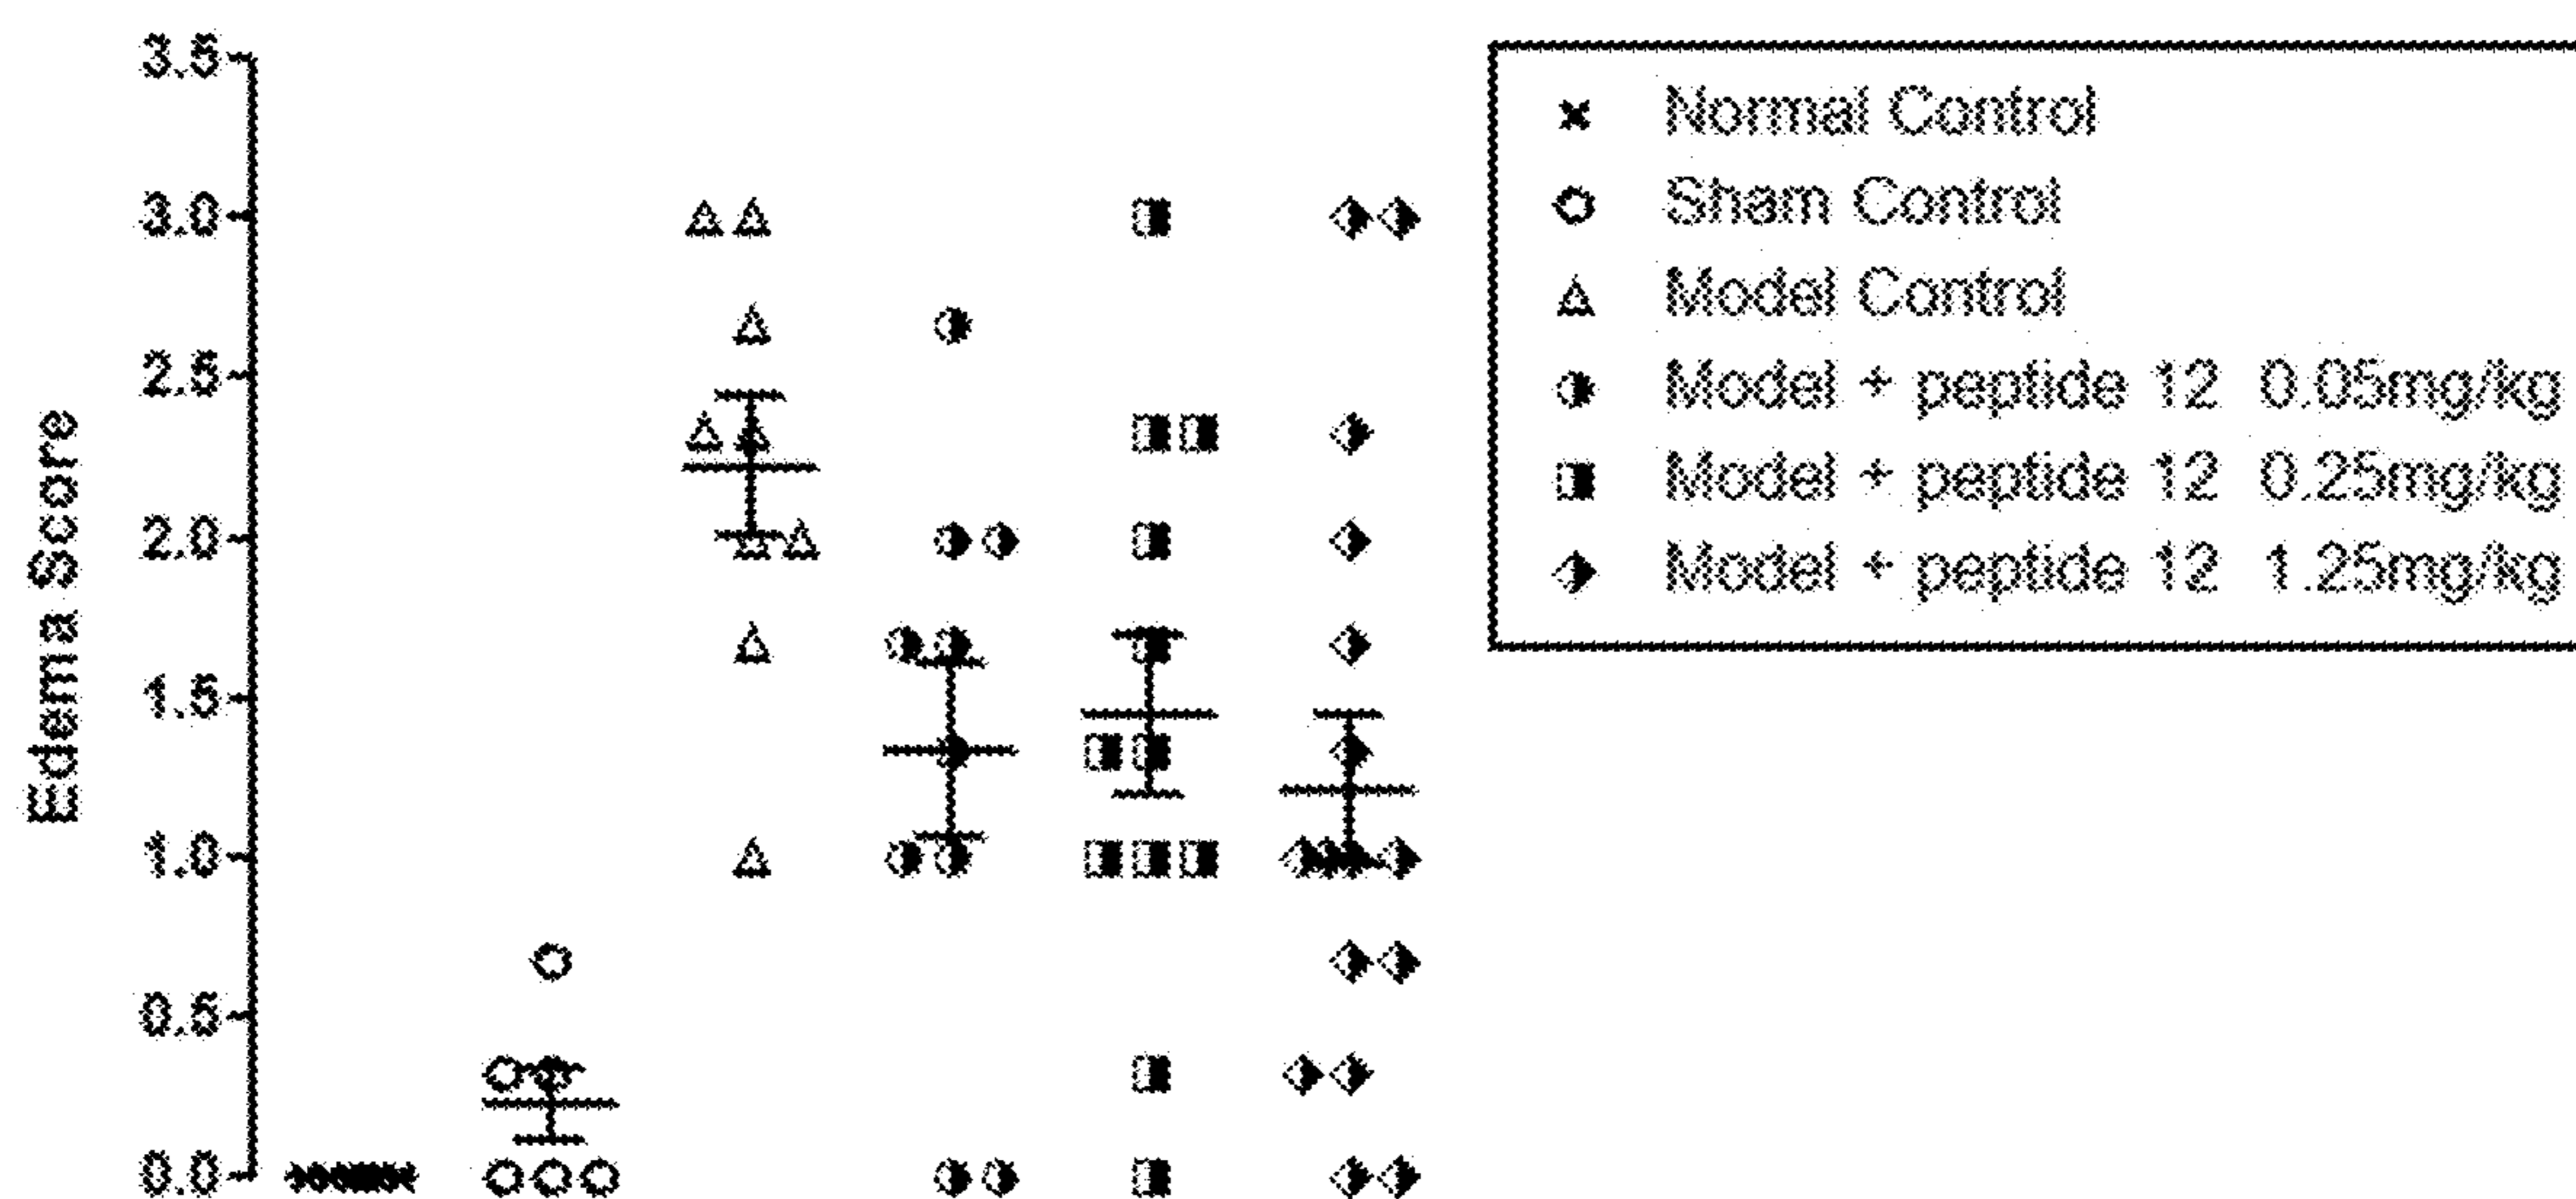 Edema Score
3.5
3.0
2.5
2.0
1.5
1.0
0.5
0.0
Normal Control
Sham Control
Model Control
Model + peptide 12 0.05mg/kg
Model + peptide 12 0.25mg/kg
Model + peptide 12 1.25mg/kg